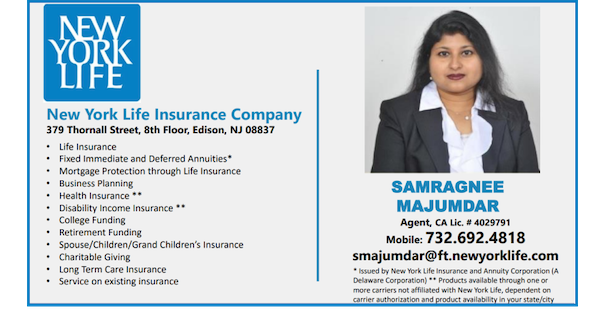 NEW
YORK
LIFE
New York Life Insurance Company
379 Thornall Street, 8th Floor, Edison, NJ 08837
• Life Insurance
• Fixed Immediate and Deferred Annuities*
• Mortgage Protection through Life Insurance
• Business Planning
• Health Insurance **
• Disability Income Insurance **
• College Funding
• Retirement Funding
• Spouse/Children/Grand Children’s Insurance
• Charitable Giving
• Long Term Care Insurance
• Service on existing insurance
SAMRAGNEE
MAJUMDAR
Agent, CA Lic. # 4029791
Mobile: 732.692.4818
smajumdar@ft.newyorklife.com
* Issued by New York Life Insurance and Annuity Corporation (A
Delaware Corporation) ** Products available through one or
more carriers not affiliated with New York Life, dependent on
carrier authorization and product availability in your state/city